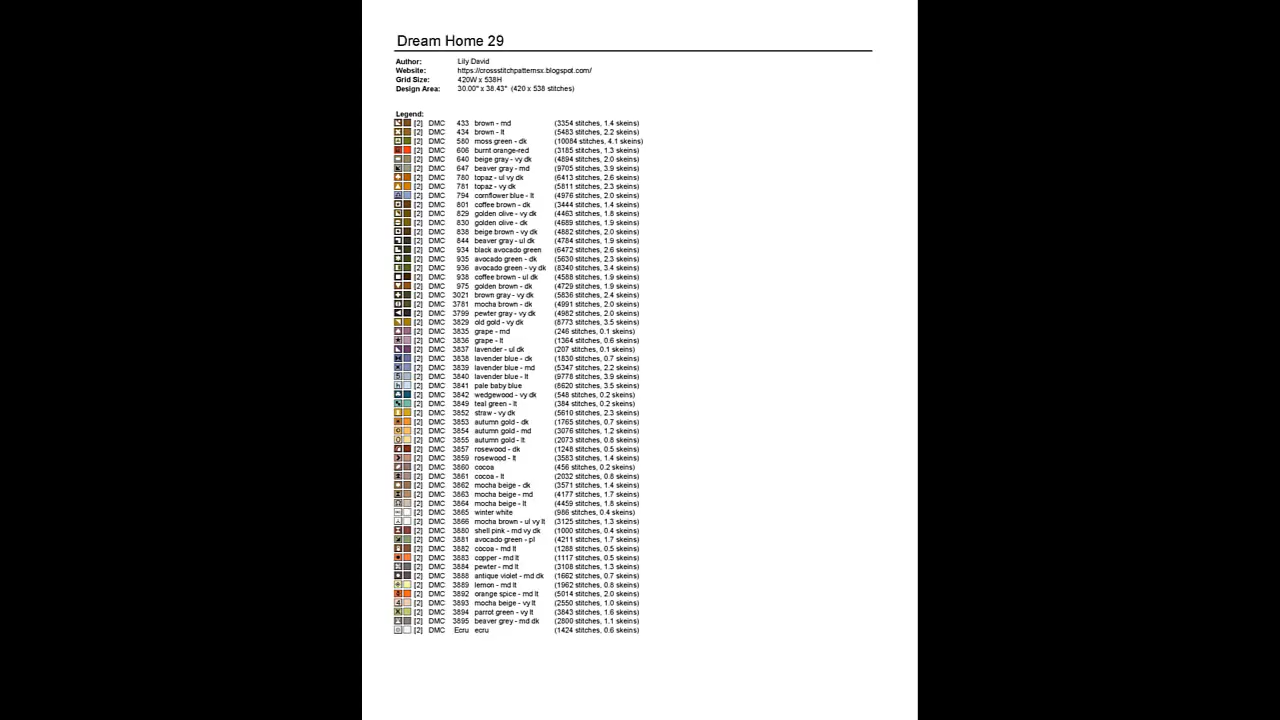 Dream Home 29
Author: Lily David
Website: https://crossstitchpatternsx.blogspot.com/
Grid Size: 420W x 538H
Design Area: 30.00" x 38.43" (420 x 538 stitches)
Legend:
[2] DMC 433 brown - md (3354 stitches, 1.4 skeins)
[2] DMC 434 brown - lt (5483 stitches, 2.2 skeins)
[2] DMC 580 moss green - dk (10084 stitches, 4.1 skeins)
[2] DMC 606 burnt orange-red (3185 stitches, 1.3 skeins)
[2] DMC 640 beige gray - vy dk (4894 stitches, 2.0 skeins)
[2] DMC 647 beaver gray - md (9705 stitches, 3.9 skeins)
[2] DMC 780 topaz - ul vy dk (6413 stitches, 2.6 skeins)
[2] DMC 781 topaz - vy dk (5811 stitches, 2.3 skeins)
[2] DMC 794 cornflower blue - lt (4976 stitches, 2.0 skeins)
[2] DMC 801 coffee brown - dk (3444 stitches, 1.4 skeins)
[2] DMC 829 golden olive - vy dk (4463 stitches, 1.8 skeins)
[2] DMC 830 golden olive - dk (4689 stitches, 1.9 skeins)
[2] DMC 838 beige brown - vy dk (4882 stitches, 2.0 skeins)
[2] DMC 844 beaver gray - ul dk (4784 stitches, 1.9 skeins)
[2] DMC 934 black avocado green (6472 stitches, 2.6 skeins)
[2] DMC 935 avocado green - dk (5630 stitches, 2.3 skeins)
[2] DMC 936 avocado green - vy dk (8340 stitches, 3.4 skeins)
[2] DMC 938 coffee brown - ul dk (4588 stitches, 1.9 skeins)
[2] DMC 975 golden brown - dk (4729 stitches, 1.9 skeins)
[2] DMC 3021 brown gray - vy dk (5836 stitches, 2.4 skeins)
[2] DMC 3781 mocha brown - dk (4991 stitches, 2.0 skeins)
[2] DMC 3799 pewter gray - vy dk (4982 stitches, 2.0 skeins)
[2] DMC 3829 old gold - vy dk (8773 stitches, 3.5 skeins)
[2] DMC 3835 grape - md (246 stitches, 0.1 skeins)
[2] DMC 3836 grape - lt (1364 stitches, 0.6 skeins)
[2] DMC 3837 lavender - ul dk (207 stitches, 0.1 skeins)
[2] DMC 3838 lavender blue - dk (1830 stitches, 0.7 skeins)
[2] DMC 3839 lavender blue - md (5347 stitches, 2.2 skeins)
[2] DMC 3840 lavender blue - lt (9778 stitches, 3.9 skeins)
[2] DMC 3841 pale baby blue (8620 stitches, 3.5 skeins)
[2] DMC 3842 wedgewood - vy dk (548 stitches, 0.2 skeins)
[2] DMC 3849 teal green - lt (384 stitches, 0.2 skeins)
[2] DMC 3852 straw - vy dk (5610 stitches, 2.3 skeins)
[2] DMC 3853 autumn gold - dk (1765 stitches, 0.7 skeins)
[2] DMC 3854 autumn gold - md (3076 stitches, 1.2 skeins)
[2] DMC 3855 autumn gold - lt (2073 stitches, 0.8 skeins)
[2] DMC 3857 rosewood - dk (1248 stitches, 0.5 skeins)
[2] DMC 3859 rosewood - lt (3583 stitches, 1.4 skeins)
[2] DMC 3860 cocoa (456 stitches, 0.2 skeins)
[2] DMC 3861 cocoa - lt (2032 stitches, 0.8 skeins)
[2] DMC 3862 mocha beige - dk (3571 stitches, 1.4 skeins)
[2] DMC 3863 mocha beige - md (4177 stitches, 1.7 skeins)
[2] DMC 3864 mocha beige - lt (4459 stitches, 1.8 skeins)
[2] DMC 3865 winter white (986 stitches, 0.4 skeins)
[2] DMC 3866 mocha brown - ul vy lt (3125 stitches, 1.3 skeins)
[2] DMC 3880 shell pink - md vy dk (1000 stitches, 0.4 skeins)
[2] DMC 3881 avocado green - pl (4211 stitches, 1.7 skeins)
[2] DMC 3882 cocoa - md lt (1288 stitches, 0.5 skeins)
[2] DMC 3883 copper - md lt (1117 stitches, 0.5 skeins)
[2] DMC 3884 pewter - md lt (3108 stitches, 1.3 skeins)
[2] DMC 3888 antique violet - md dk (1662 stitches, 0.7 skeins)
[2] DMC 3889 lemon - md lt (1962 stitches, 0.8 skeins)
[2] DMC 3892 orange spice - md lt (5014 stitches, 2.0 skeins)
[2] DMC 3893 mocha beige - vy lt (2550 stitches, 1.0 skeins)
[2] DMC 3894 parrot green - vy lt (3843 stitches, 1.6 skeins)
[2] DMC 3895 beaver grey - md dk (2800 stitches, 1.1 skeins)
[2] DMC Ecru ecru (1424 stitches, 0.6 skeins)